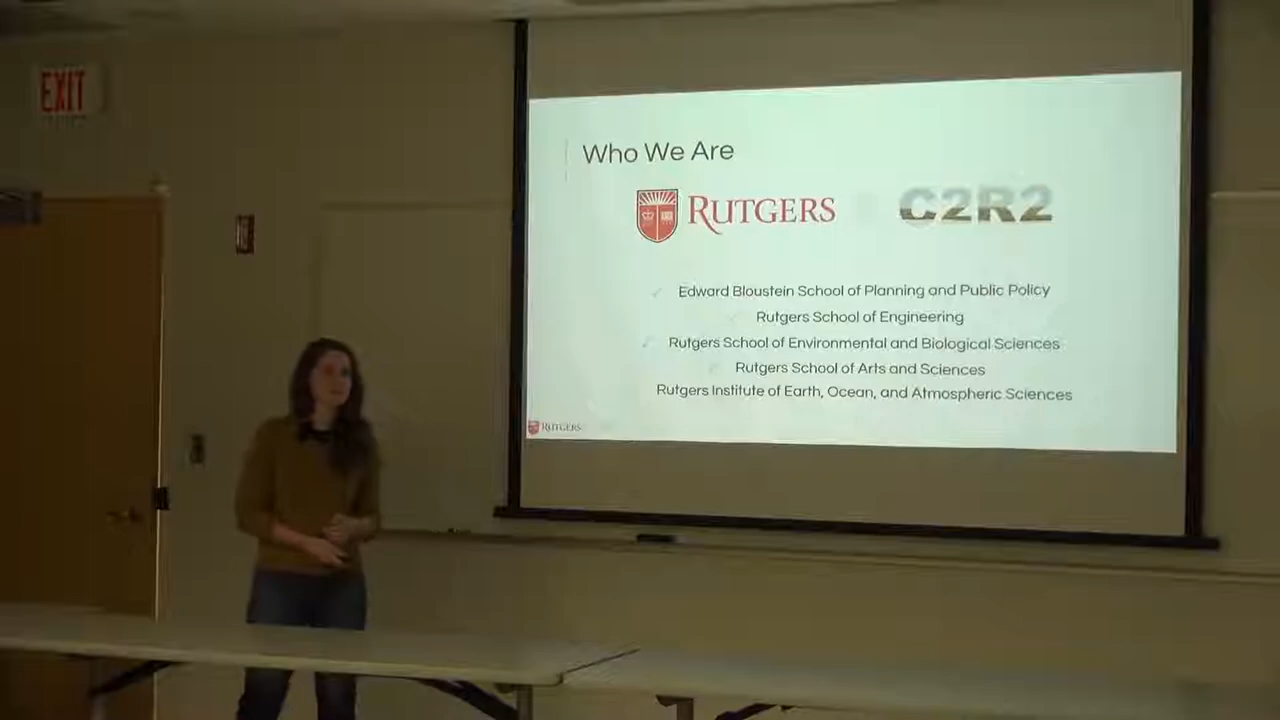 EXIT
Who We Are
RUTGERS
C2R2
Edward Bloustein School of Planning and Public Policy
Rutgers School of Engineering
Rutgers School of Environmental and Biological Sciences
Rutgers School of Arts and Sciences
Rutgers Institute of Earth, Ocean, and Atmospheric Sciences
RUTGERS